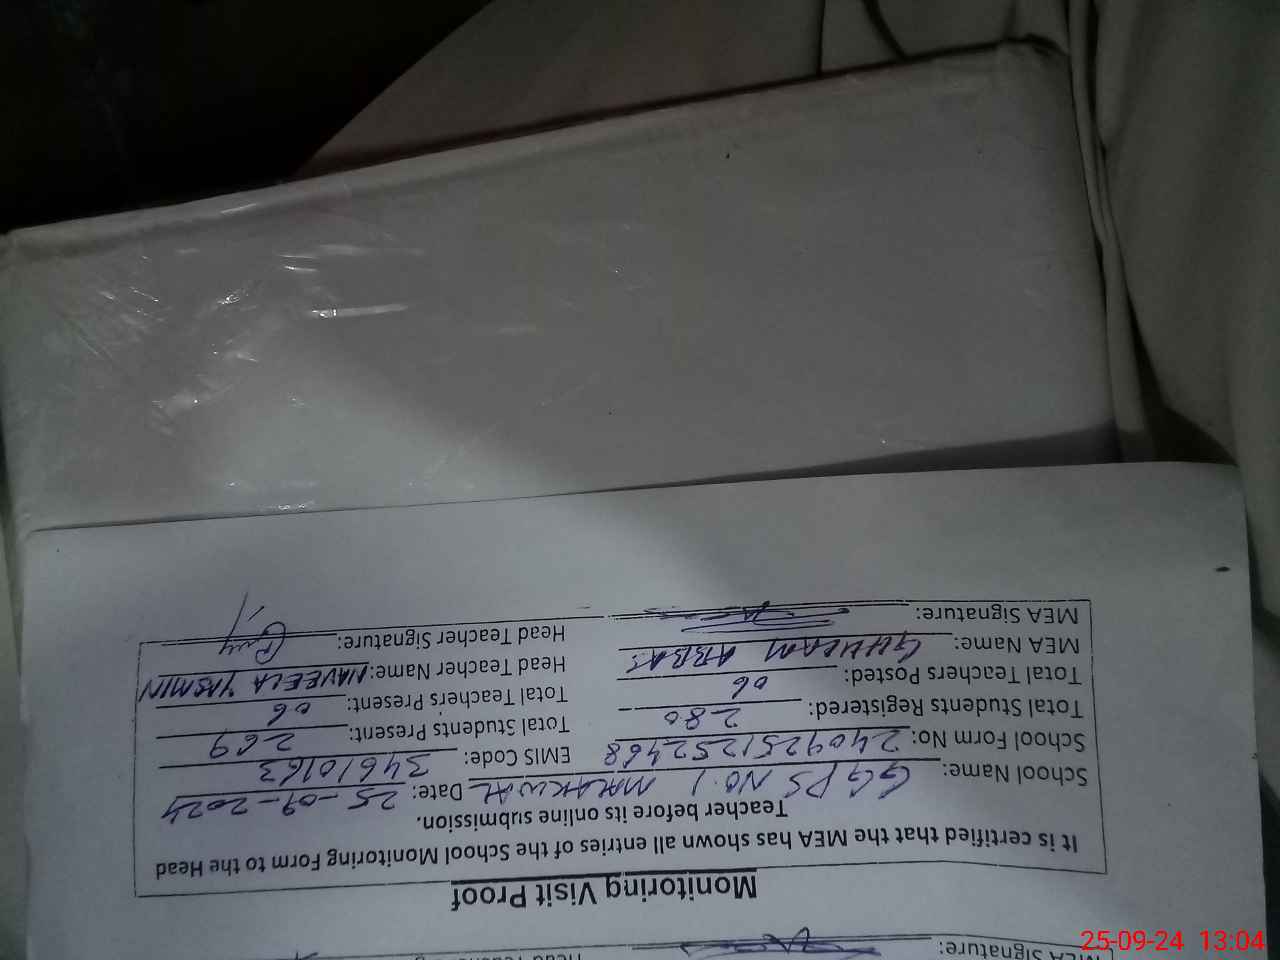 Monitoring Visit Proof
It is certified that the MEA has shown all entries of the School Monitoring Form to the Head
Teacher before its online submission.
School Name: GGPS NO.1 MALAKWAL Date: 25-09-2024
School Form No: 2409251252468 EMIS Code: 34610163
Total Students Registered: 280 Total Students Present: 269
Total Teachers Posted: 06 Total Teachers Present: 06
MEA Name: GHULAM ABBAS Head Teacher Name: NAVEELA YASMIN
MEA Signature: Head Teacher Signature:
MEA Signature:
25-09-24 13:04